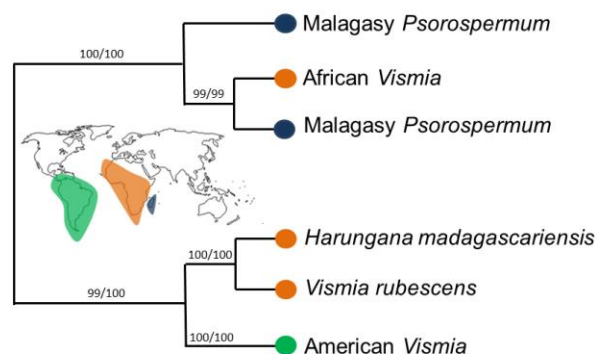 Malagasy Psorospermum
100/100
African Vismia
99/99
Malagasy Psorospermum
Harungana madagascariensis
100/100
Vismia rubescens
99/100
100/100
American Vismia